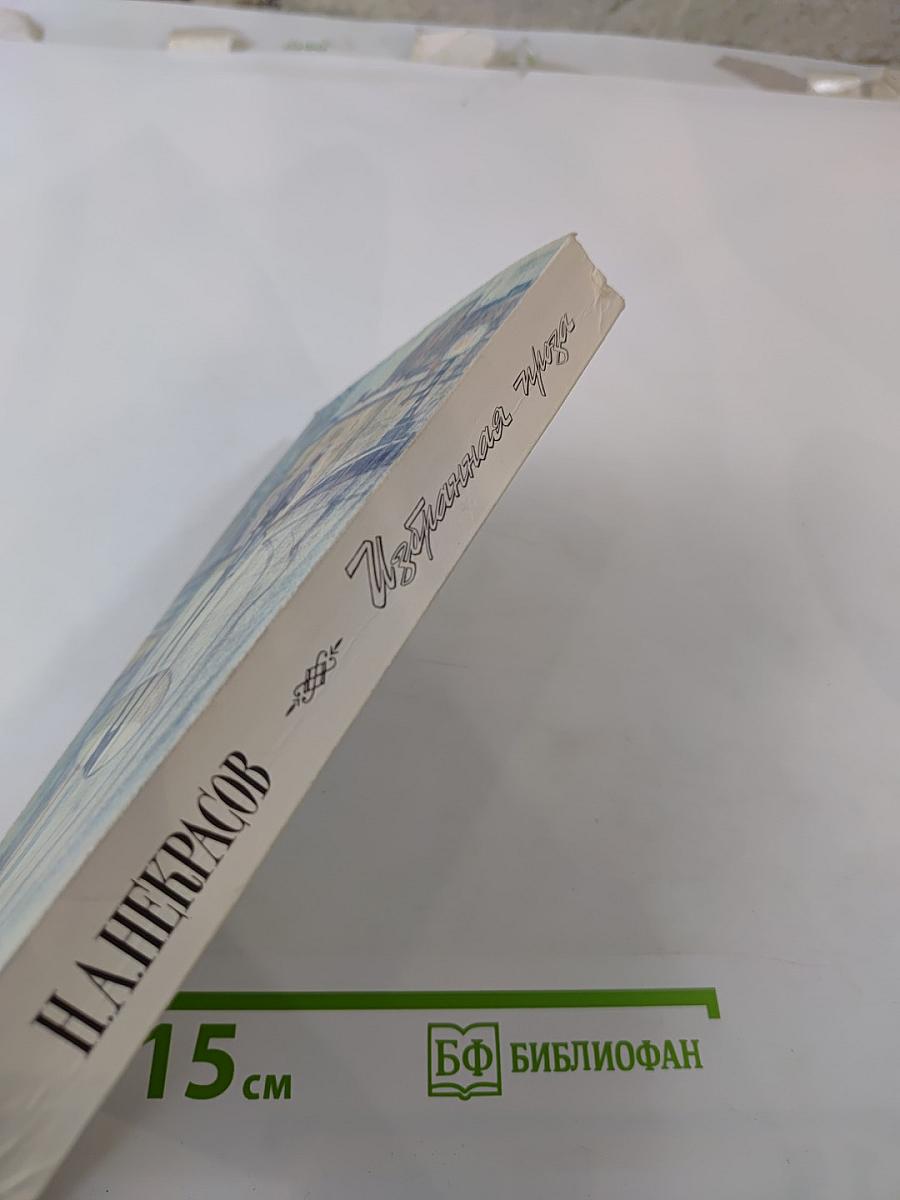 Н.А.НЕКРАСОВ Избранная проза
15 см
БФ БИБЛИОФАН